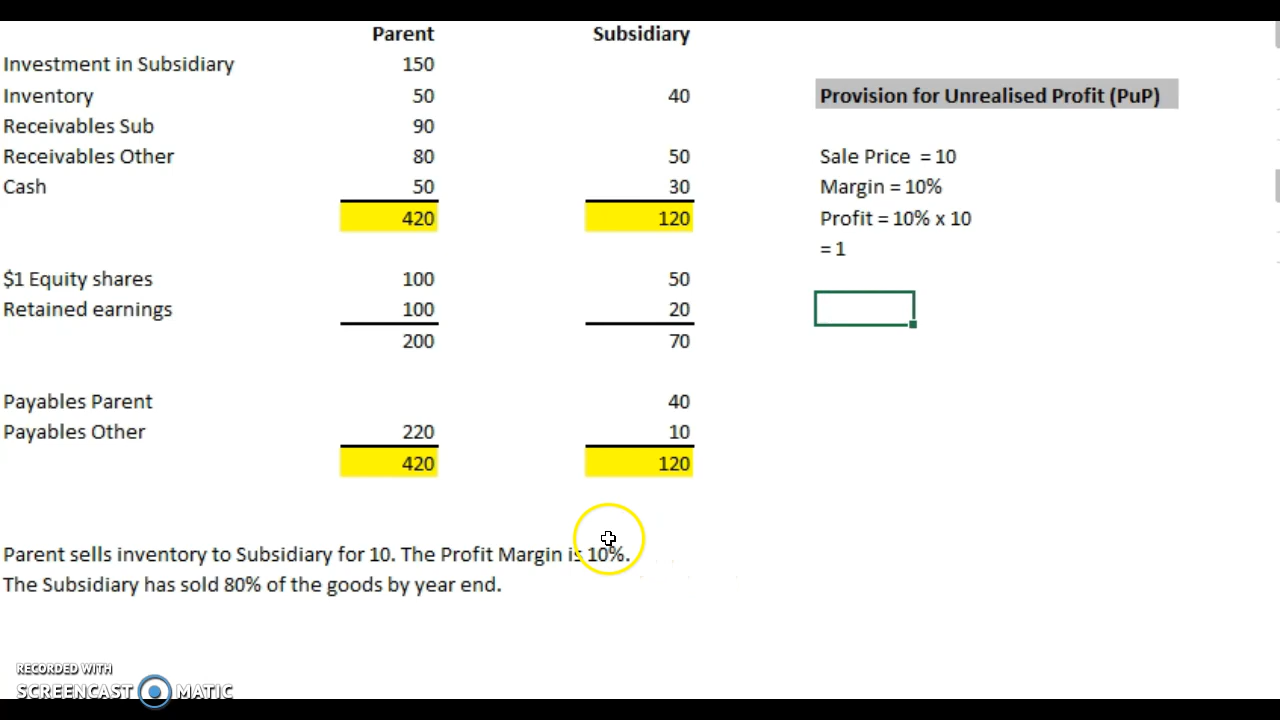 Parent Subsidiary
Investment in Subsidiary 150
Inventory 50 40 Provision for Unrealised Profit (PuP)
Receivables Sub 90
Receivables Other 80 50 Sale Price = 10
Cash 50 30 Margin = 10%
420 120 Profit = 10% x 10
= 1
$1 Equity shares 100 50
Retained earnings 100 20
200 70
Payables Parent 40
Payables Other 220 10
420 120
Parent sells inventory to Subsidiary for 10. The Profit Margin is 10%.
The Subsidiary has sold 80% of the goods by year end.
RECORDED WITH
SCREENCAST MATIC